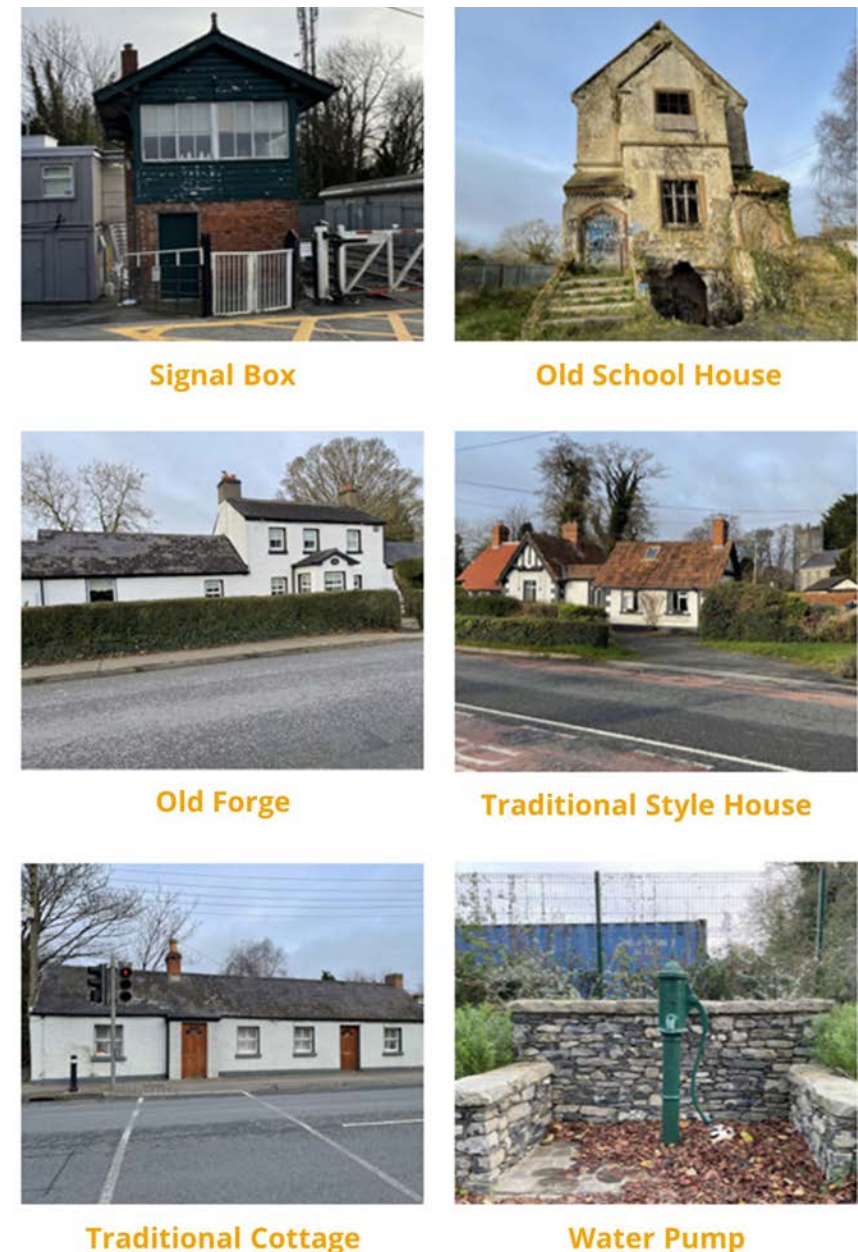 Signal Box
Old School House
Old Forge
Traditional Style House
Traditional Cottage
Water Pump